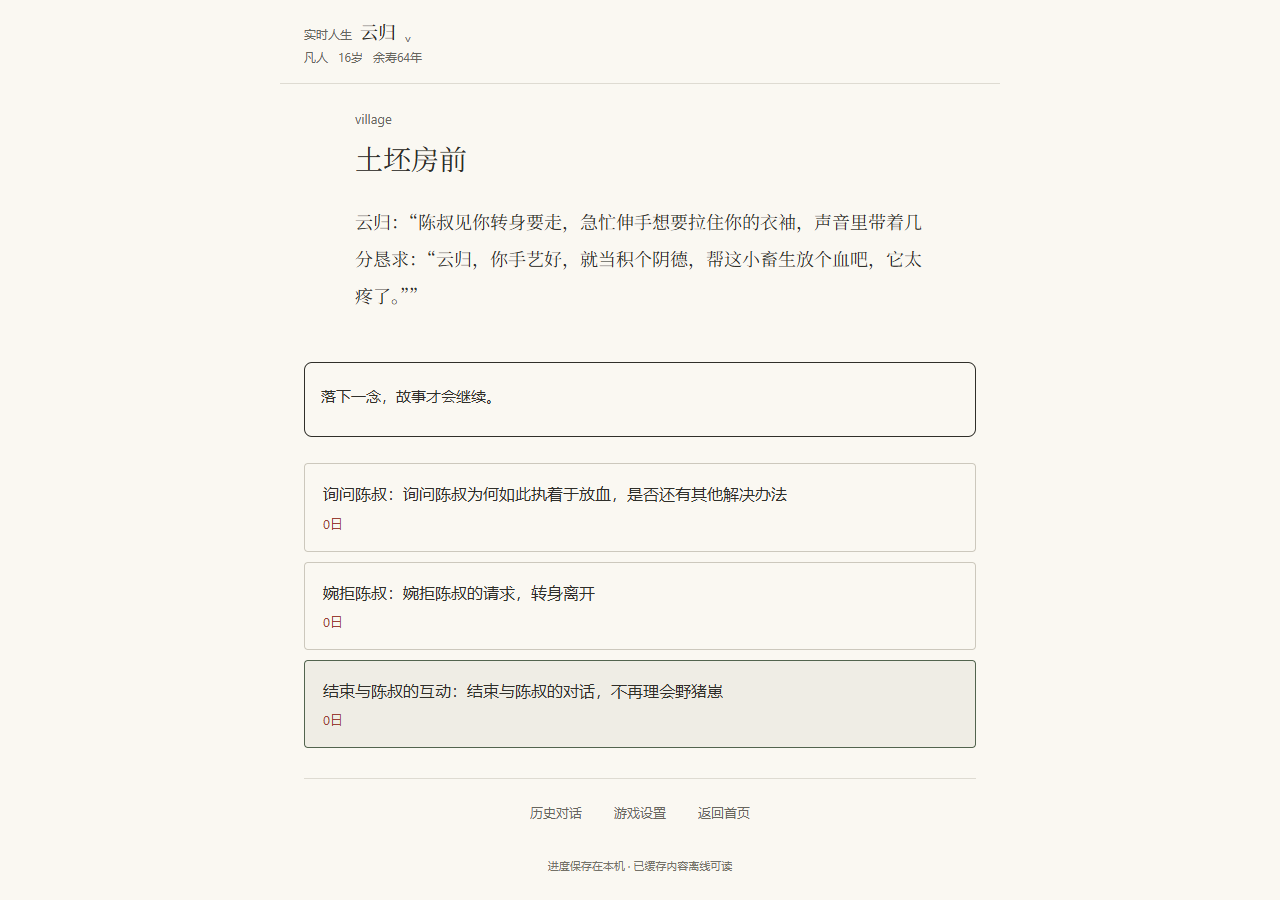 实时人生 云归 v
凡人 16岁 余寿64年
village
土坯房前
云归：“陈叔见你转身要走，急忙伸手想要拉住你的衣袖，声音里带着几
分恳求：“云归，你手艺好，就当积个阴德，帮这小畜生放个血吧，它太
疼了。””
落下一念，故事才会继续。
询问陈叔：询问陈叔为何如此执着于放血，是否还有其他解决办法
0日
婉拒陈叔：婉拒陈叔的请求，转身离开
0日
结束与陈叔的互动：结束与陈叔的对话，不再理会野猪崽
0日
历史对话 游戏设置 返回首页
进度保存在本机 · 已缓存内容离线可读